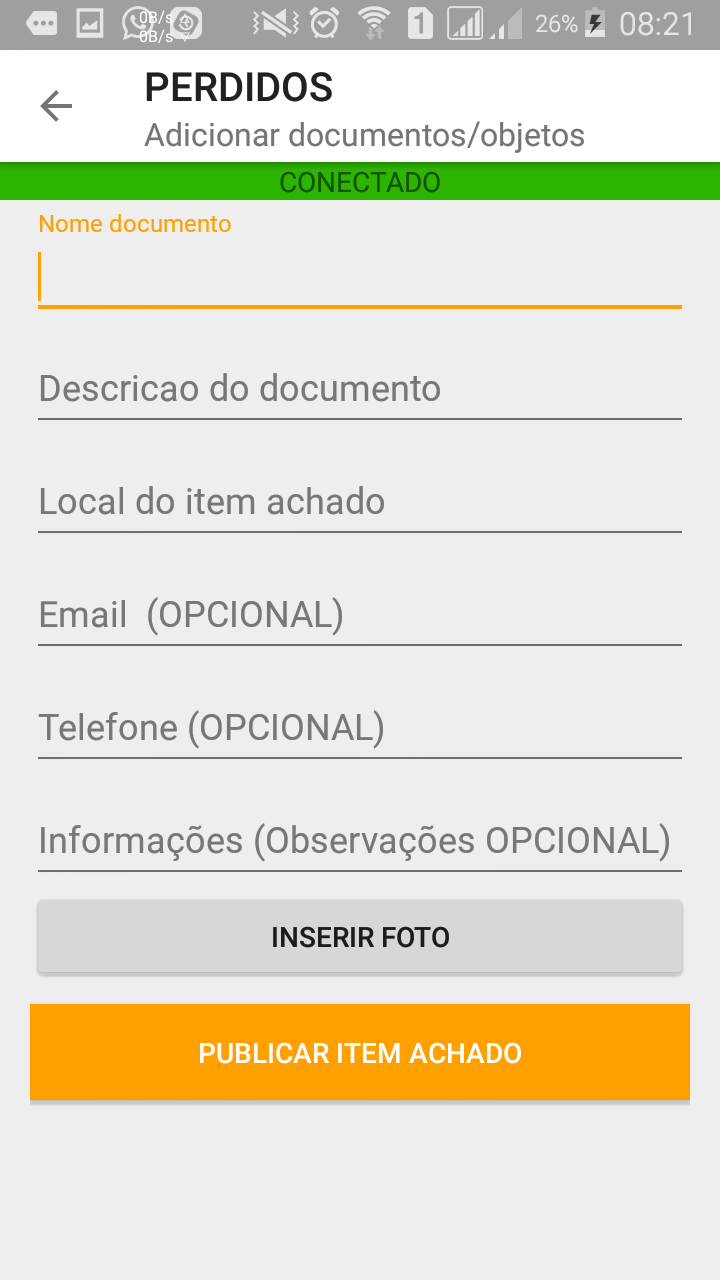 0B/s
0B/s
1 26% 08:21
PERDIDOS
Adicionar documentos/objetos
CONECTADO
Nome documento
Descricao do documento
Local do item achado
Email  (OPCIONAL)
Telefone (OPCIONAL)
Informações (Observações OPCIONAL)
INSERIR FOTO
PUBLICAR ITEM ACHADO